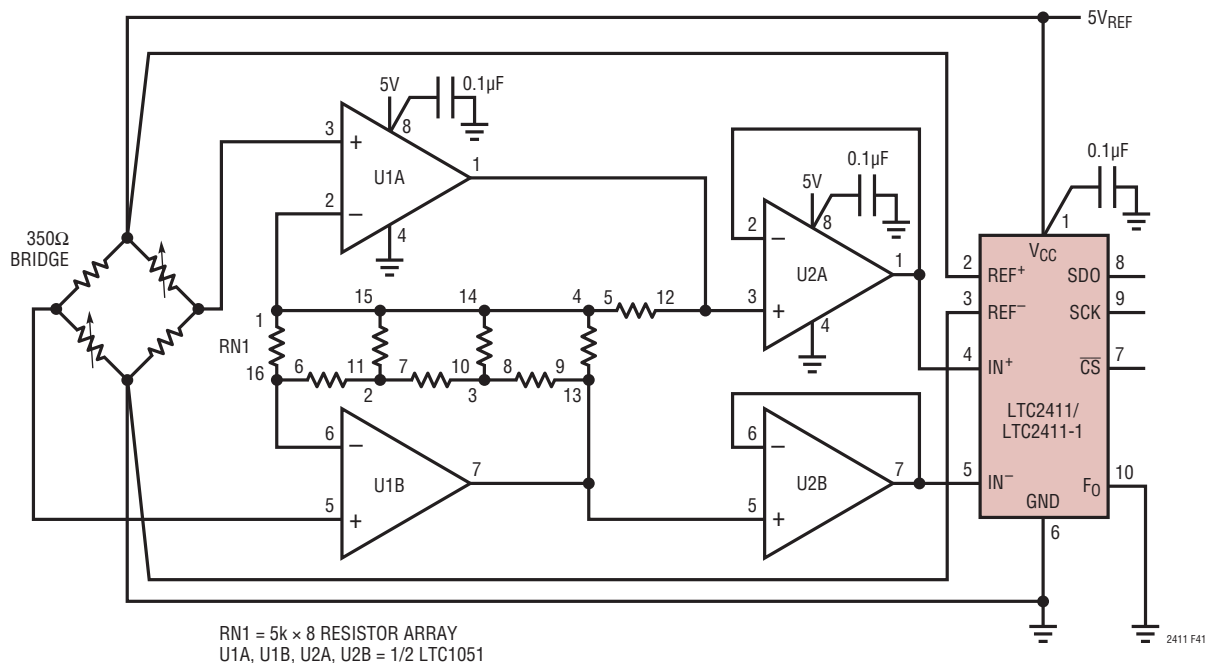 5VREF
5V
0.1µF
8
3
+
U1A
1
2
–
4
0.1µF
5V
8
2
–
U2A
1
3
+
4
0.1µF
1
350Ω
BRIDGE
VCC
2
REF+
SDO
8
3
REF–
SCK
9
4
IN+
CS
7
LTC2411/
LTC2411-1
5
IN–
FO
10
GND
6
1
15
14
4
5
12
RN1
16
6
11
7
10
8
9
2
3
13
6
–
U1B
7
5
+
6
–
U2B
7
5
+
RN1 = 5k × 8 RESISTOR ARRAY
U1A, U1B, U2A, U2B = 1/2 LTC1051
2411 F41